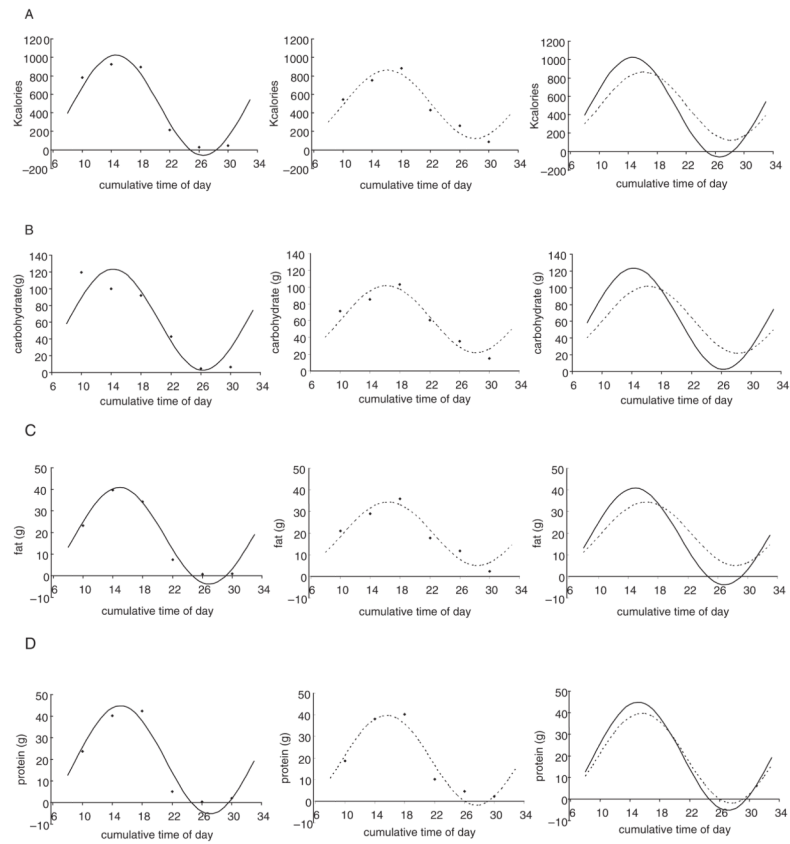 A
Kcalories
1200
1000
800
600
400
200
0
–200
6 10 14 18 22 26 30 34
cumulative time of day
Kcalories
1200
1000
800
600
400
200
0
–200
6 10 14 18 22 26 30 34
cumulative time of day
Kcalories
1200
1000
800
600
400
200
0
–200
6 10 14 18 22 26 30 34
cumulative time of day
B
carbohydrate(g)
140
120
100
80
60
40
20
0
6 10 14 18 22 26 30 34
cumulative time of day
carbohydrate (g)
140
120
100
80
60
40
20
0
6 10 14 18 22 26 30 34
cumulative time of day
carbohydrate (g)
140
120
100
80
60
40
20
0
6 10 14 18 22 26 30 34
cumulative time of day
C
fat (g)
50
40
30
20
10
0
–10
6 10 14 18 22 26 30 34
cumulative time of day
fat (g)
50
40
30
20
10
0
–10
6 10 14 18 22 26 30 34
cumulative time of day
fat (g)
50
40
30
20
10
0
–10
6 10 14 18 22 26 30 34
cumulative time of day
D
protein (g)
50
40
30
20
10
0
–10
6 10 14 18 22 26 30 34
cumulative time of day
protein (g)
50
40
30
20
10
0
–10
6 10 14 18 22 26 30 34
cumulative time of day
protein (g)
50
40
30
20
10
0
–10
6 10 14 18 22 26 30 34
cumulative time of day